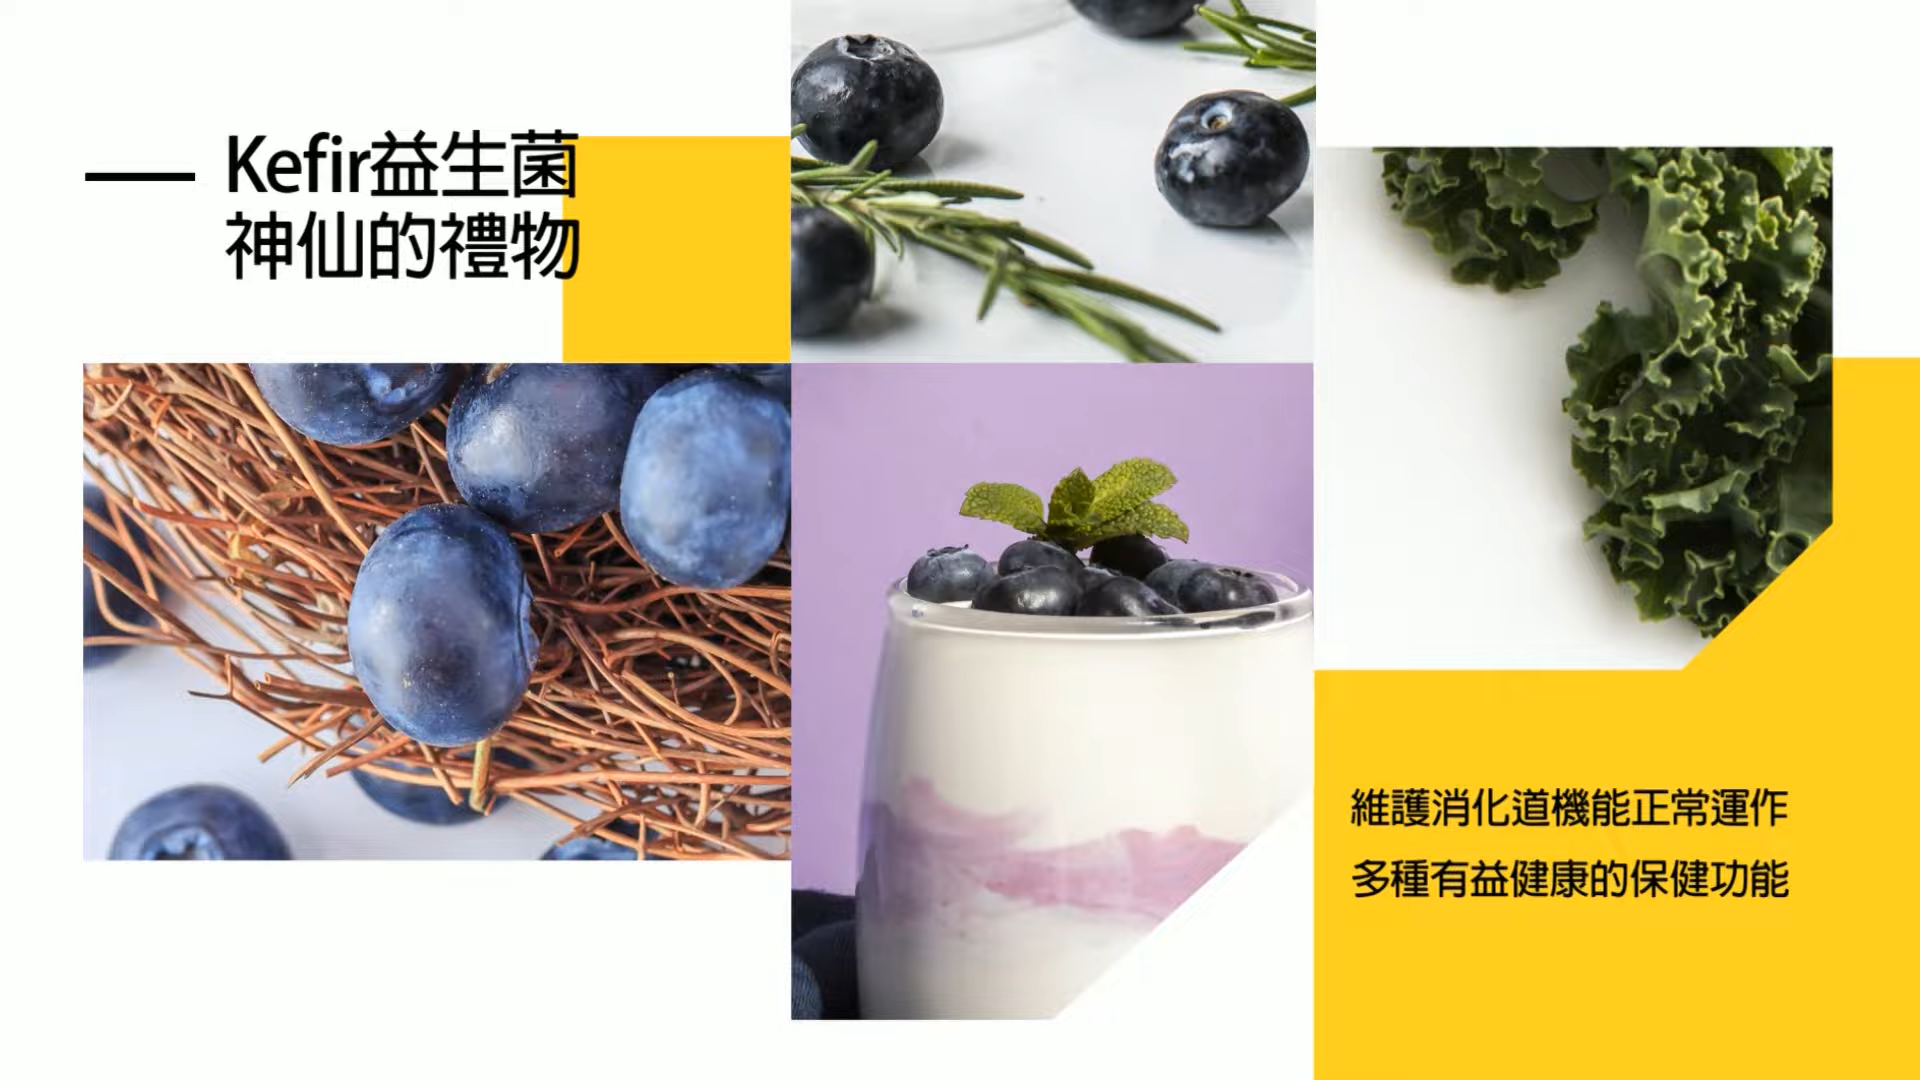 Kefir益生菌
神仙的禮物
維護消化道機能正常運作
多種有益健康的保健功能